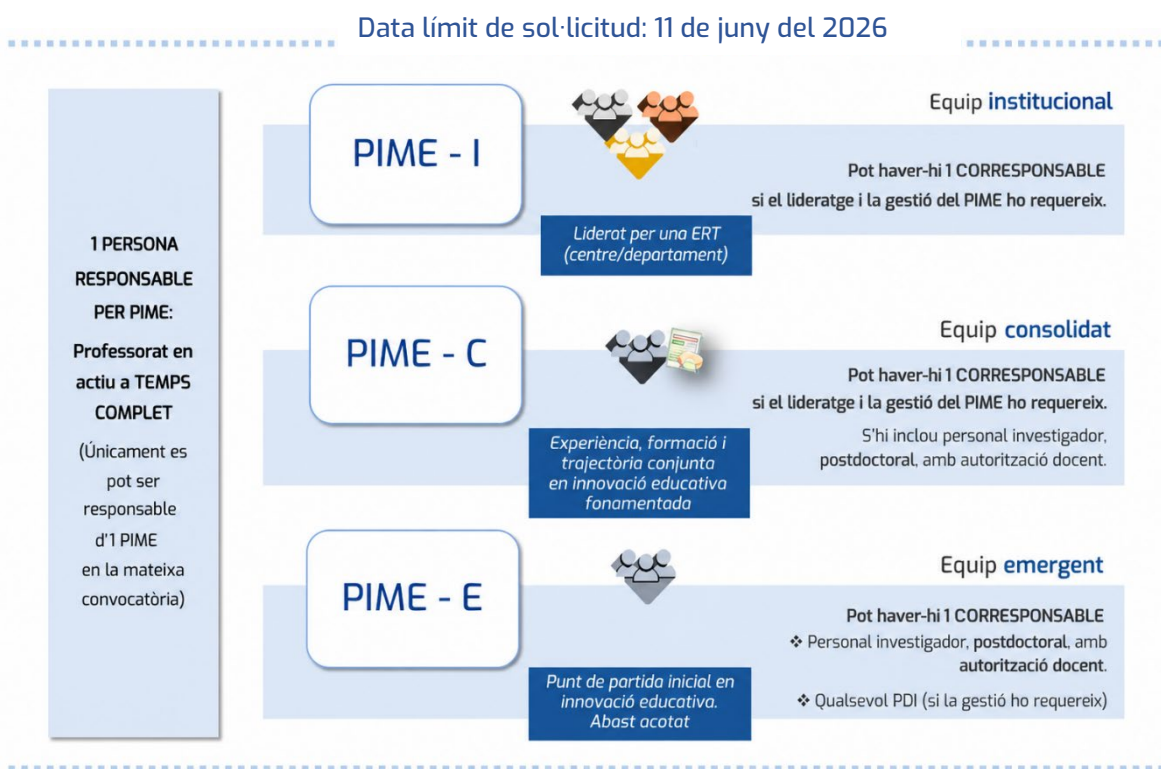 Data límit de sol·licitud: 11 de juny del 2026
1 PERSONA
RESPONSABLE
PER PIME:
Professorat en
actiu a TEMPS
COMPLET
(Únicament es
pot ser
responsable
d'1 PIME
en la mateixa
convocatòria)
PIME - I
Liderat per una ERT
(centre/departament)
Equip institucional
Pot haver-hi 1 CORRESPONSABLE
si el lideratge i la gestió del PIME ho requereix.
PIME - C
Experiència, formació i
trajectòria conjunta
en innovació educativa
fonamentada
Equip consolidat
Pot haver-hi 1 CORRESPONSABLE
si el lideratge i la gestió del PIME ho requereix.
S'hi inclou personal investigador,
postdoctoral, amb autorització docent.
PIME - E
Punt de partida inicial en
innovació educativa.
Abast acotat
Equip emergent
Pot haver-hi 1 CORRESPONSABLE
❖ Personal investigador, postdoctoral, amb
autorització docent.
❖ Qualsevol PDI (si la gestió ho requereix)